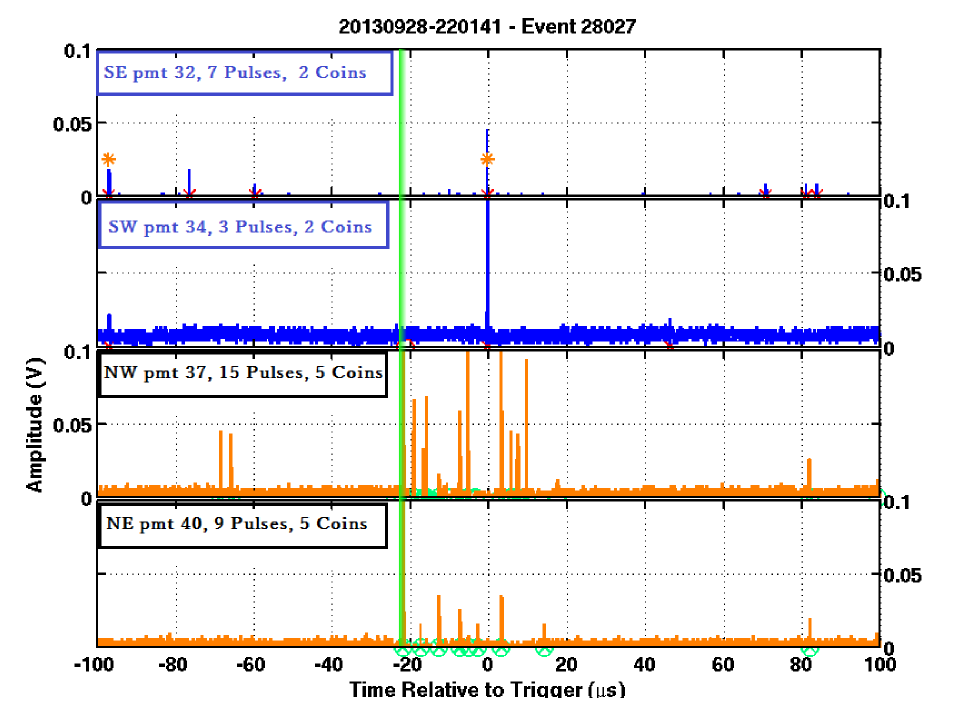 20130928-220141 - Event 28027
0.1
SE pmt 32, 7 Pulses, 2 Coins
0.05
0
0.1
SW pmt 34, 3 Pulses, 2 Coins
0.05
0.1
0
NW pmt 37, 15 Pulses, 5 Coins
0.05
0
0.1
NE pmt 40, 9 Pulses, 5 Coins
0.05
0
Amplitude (V)
-100 -80 -60 -40 -20 0 20 40 60 80 100
Time Relative to Trigger (μs)